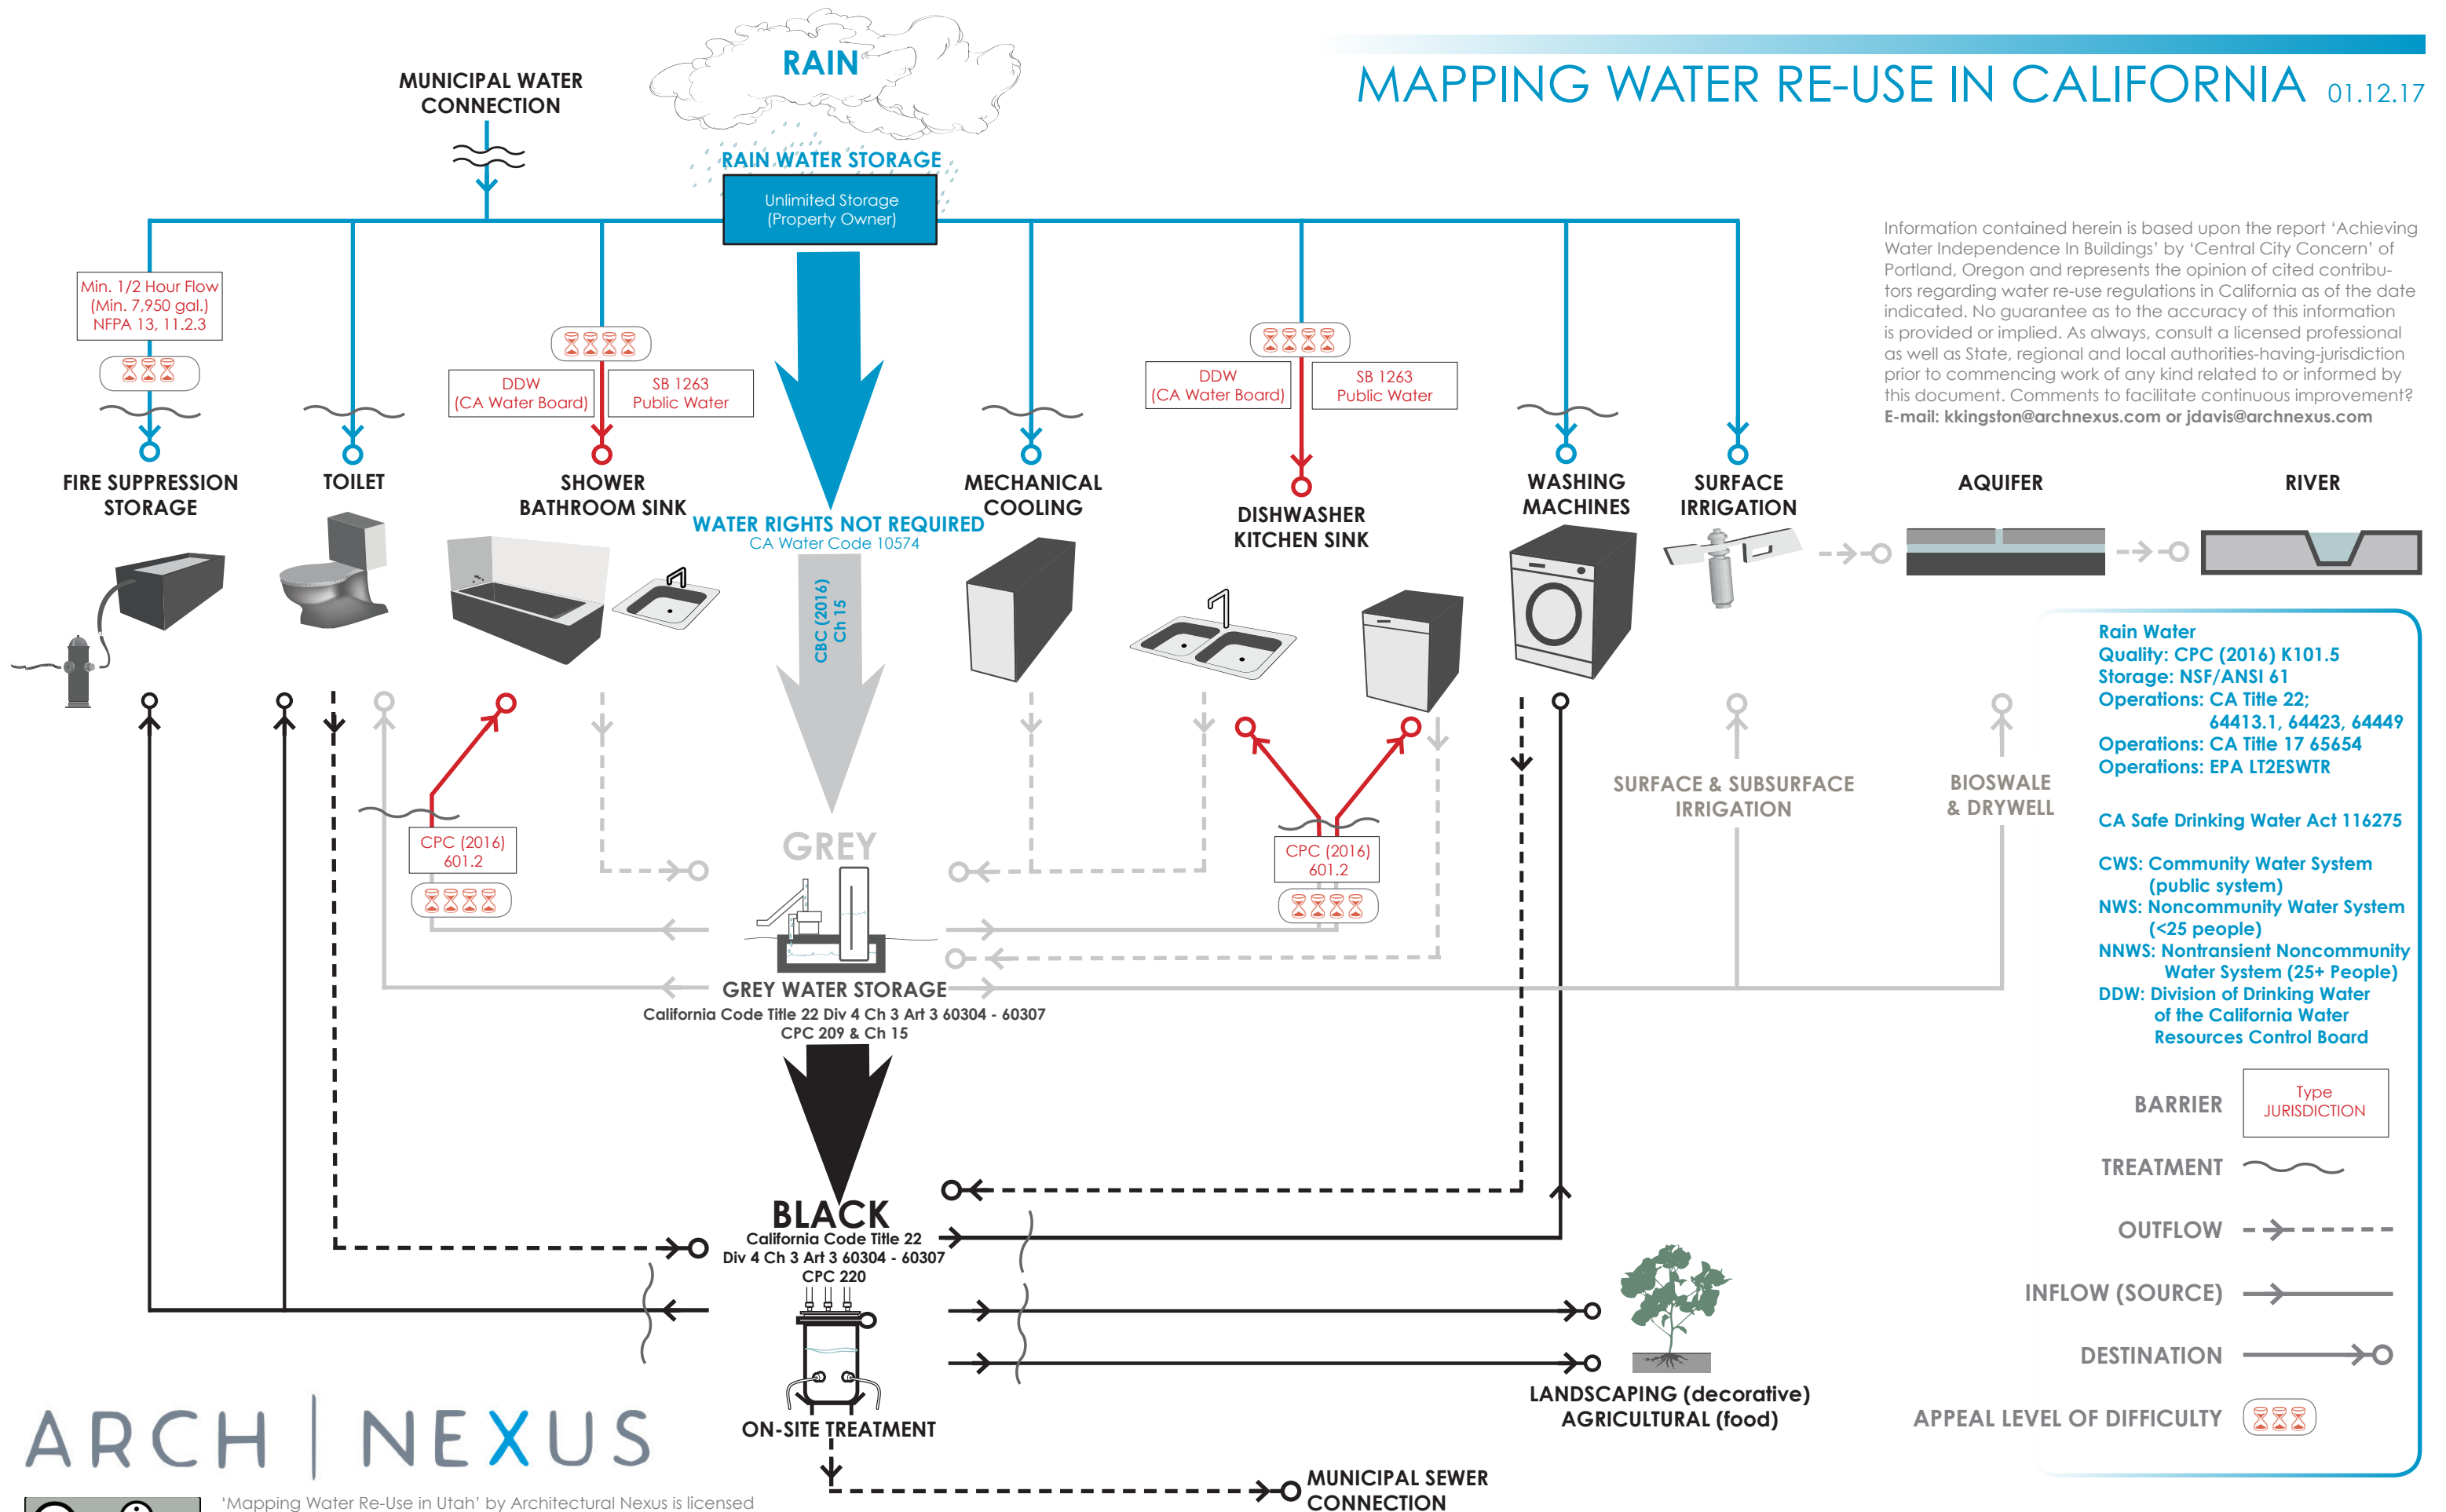 MAPPING WATER RE-USE IN CALIFORNIA 01.12.17
RAIN
MUNICIPAL WATER
CONNECTION
RAIN WATER STORAGE
Unlimited Storage
(Property Owner)
Information contained herein is based upon the report ‘Achieving
Water Independence In Buildings’ by ‘Central City Concern’ of
Portland, Oregon and represents the opinion of cited contribu-
tors regarding water re-use regulations in California as of the date
indicated. No guarantee as to the accuracy of this information
is provided or implied. As always, consult a licensed professional
as well as State, regional and local authorities-having-jurisdiction
prior to commencing work of any kind related to or informed by
this document. Comments to facilitate continuous improvement?
E-mail: kkingston@archnexus.com or jdavis@archnexus.com
Min. 1/2 Hour Flow
(Min. 7,950 gal.)
NFPA 13, 11.2.3
DDW
(CA Water Board)
SB 1263
Public Water
DDW
(CA Water Board)
SB 1263
Public Water
FIRE SUPPRESSION
STORAGE
TOILET
SHOWER
BATHROOM SINK
WATER RIGHTS NOT REQUIRED
CA Water Code 10574
MECHANICAL
COOLING
DISHWASHER
KITCHEN SINK
WASHING
MACHINES
SURFACE
IRRIGATION
AQUIFER
RIVER
CBC (2016)
Ch 15
CPC (2016)
601.2
GREY
CPC (2016)
601.2
SURFACE & SUBSURFACE
IRRIGATION
BIOSWALE
& DRYWELL
GREY WATER STORAGE
California Code Title 22 Div 4 Ch 3 Art 3 60304 - 60307
CPC 209 & Ch 15
BLACK
California Code Title 22
Div 4 Ch 3 Art 3 60304 - 60307
CPC 220
ON-SITE TREATMENT
LANDSCAPING (decorative)
AGRICULTURAL (food)
MUNICIPAL SEWER
CONNECTION
Rain Water
Quality: CPC (2016) K101.5
Storage: NSF/ANSI 61
Operations: CA Title 22;
64413.1, 64423, 64449
Operations: CA Title 17 65654
Operations: EPA LT2ESWTR
CA Safe Drinking Water Act 116275
CWS: Community Water System
(public system)
NWS: Noncommunity Water System
(<25 people)
NNWS: Nontransient Noncommunity
Water System (25+ People)
DDW: Division of Drinking Water
of the California Water
Resources Control Board
BARRIER
Type
JURISDICTION
TREATMENT
OUTFLOW
INFLOW (SOURCE)
DESTINATION
APPEAL LEVEL OF DIFFICULTY
ARCH | NEXUS
‘Mapping Water Re-Use in Utah’ by Architectural Nexus is licensed